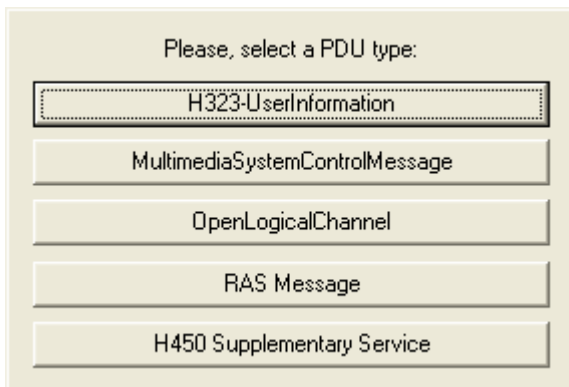 Please, select a PDU type:
H323-UserInformation
MultimediaSystemControlMessage
OpenLogicalChannel
RAS Message
H450 Supplementary Service